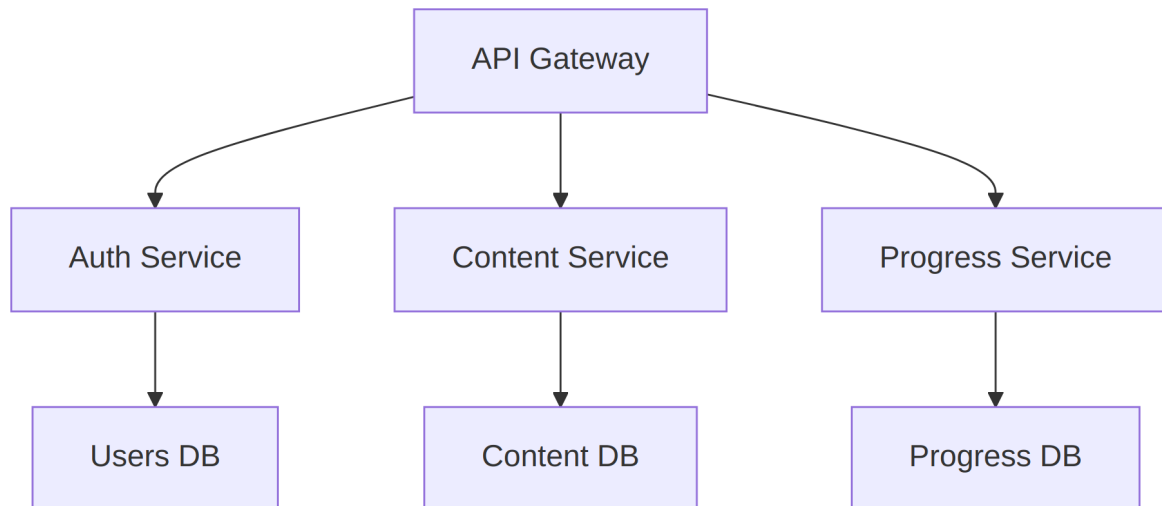 API Gateway
Auth Service
Content Service
Progress Service
Users DB
Content DB
Progress DB